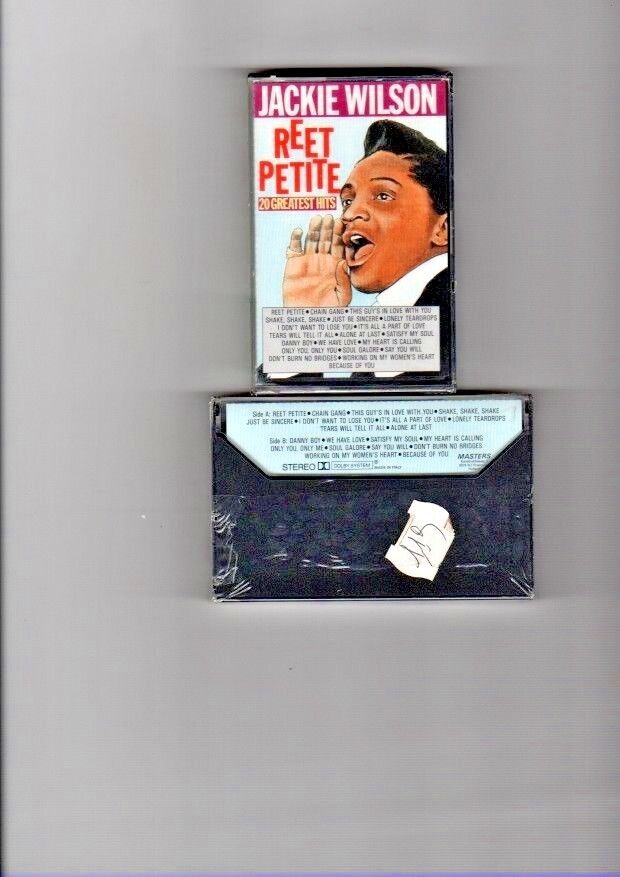 JACKIE WILSON
REET
PETITE
20 GREATEST HITS
REET PETITE • CHAIN GANG • THIS GUY'S IN LOVE WITH YOU
SHAKE, SHAKE, SHAKE • JUST BE SINCERE • LONELY TEARDROPS
I DON'T WANT TO LOSE YOU • IT'S ALL A PART OF LOVE
TEARS WILL TELL IT ALL • ALONE AT LAST • SATISFY MY SOUL
DANNY BOY • WE HAVE LOVE • MY HEART IS CALLING
ONLY YOU, ONLY YOU • SOUL GALORE • SAY YOU WILL
DON'T BURN NO BRIDGES • WORKING ON MY WOMEN'S HEART
BECAUSE OF YOU
Side A: REET PETITE • CHAIN GANG • THIS GUY'S IN LOVE WITH YOU • SHAKE, SHAKE, SHAKE
JUST BE SINCERE • I DON'T WANT TO LOSE YOU • IT'S ALL A PART OF LOVE • LONELY TEARDROPS
TEARS WILL TELL IT ALL • ALONE AT LAST
Side B: DANNY BOY • WE HAVE LOVE • SATISFY MY SOUL • MY HEART IS CALLING
ONLY YOU, ONLY ME • SOUL GALORE • SAY YOU WILL • DON'T BURN NO BRIDGES
WORKING ON MY WOMEN'S HEART • BECAUSE OF YOU
MASTERS
STEREO DOLBY SYSTEM ® MADE IN ITALY